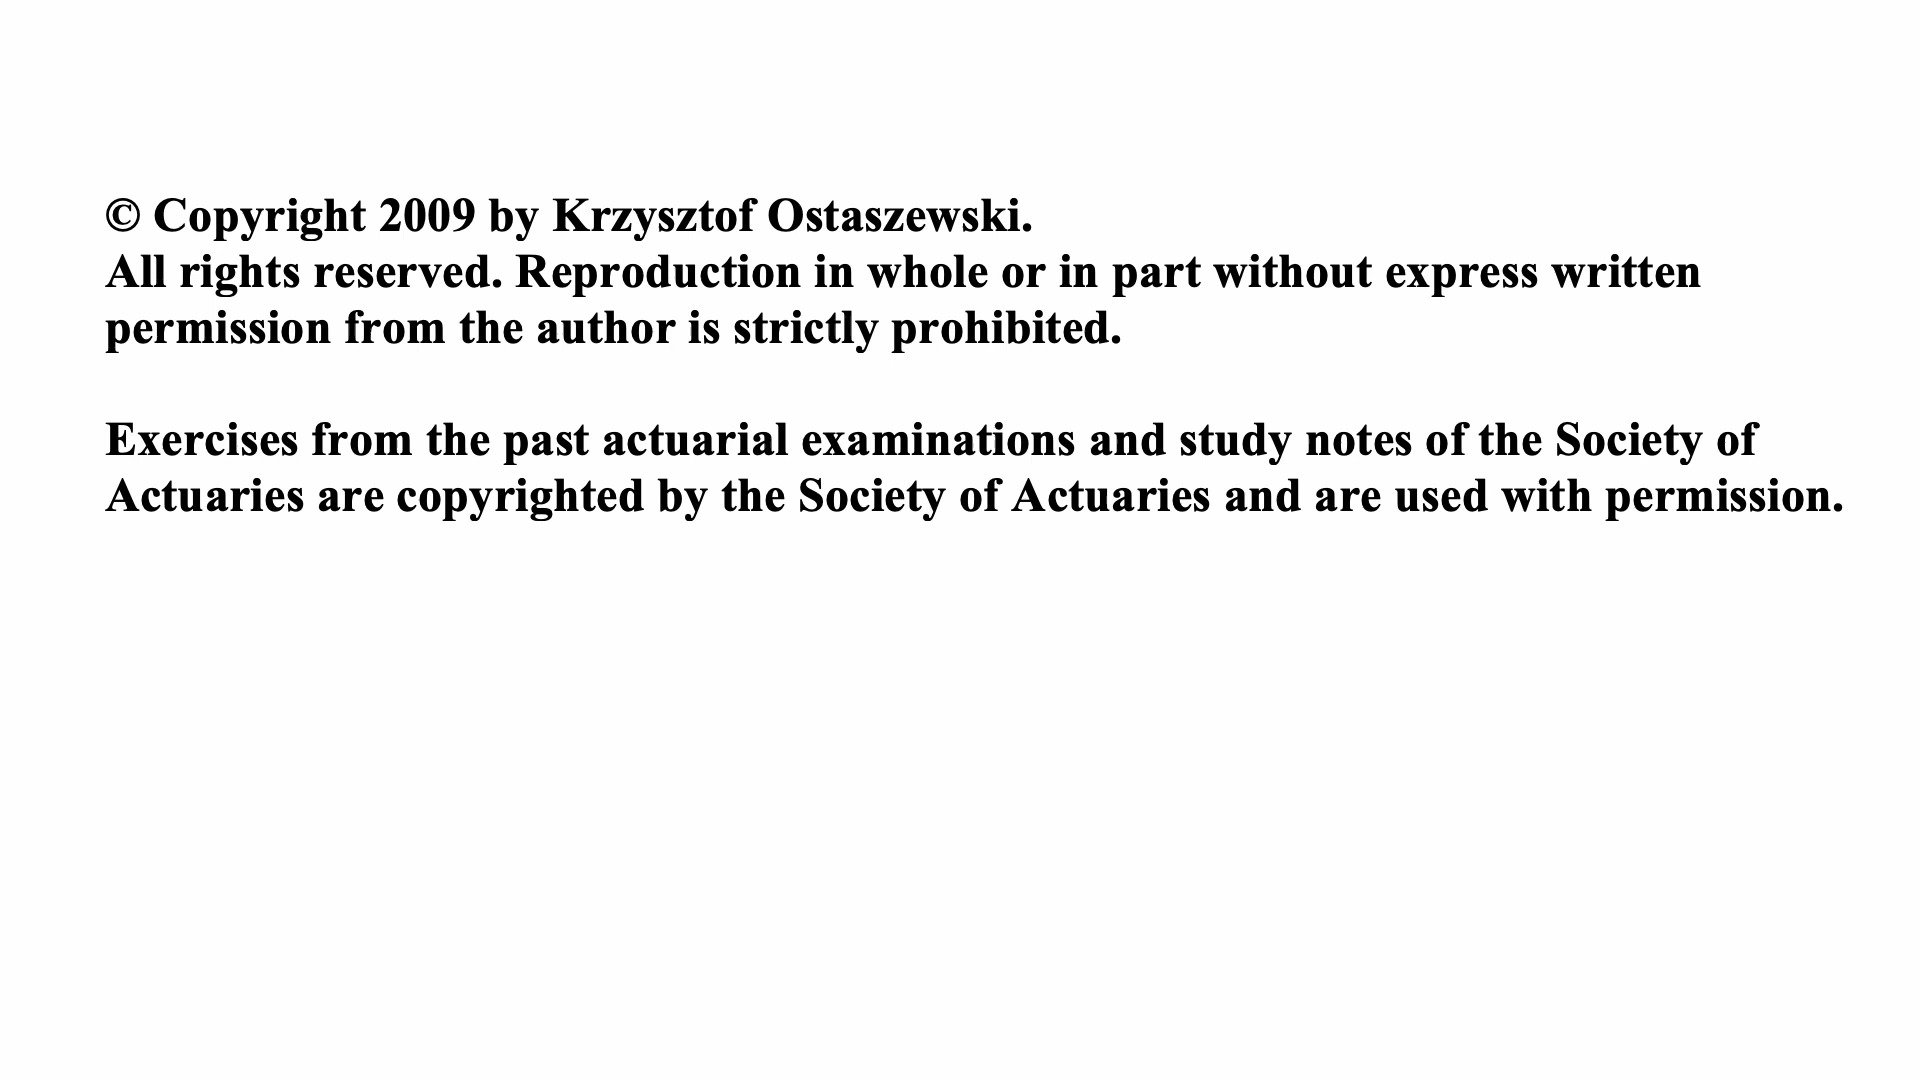 © Copyright 2009 by Krzysztof Ostaszewski.
All rights reserved. Reproduction in whole or in part without express written
permission from the author is strictly prohibited.
Exercises from the past actuarial examinations and study notes of the Society of
Actuaries are copyrighted by the Society of Actuaries and are used with permission.